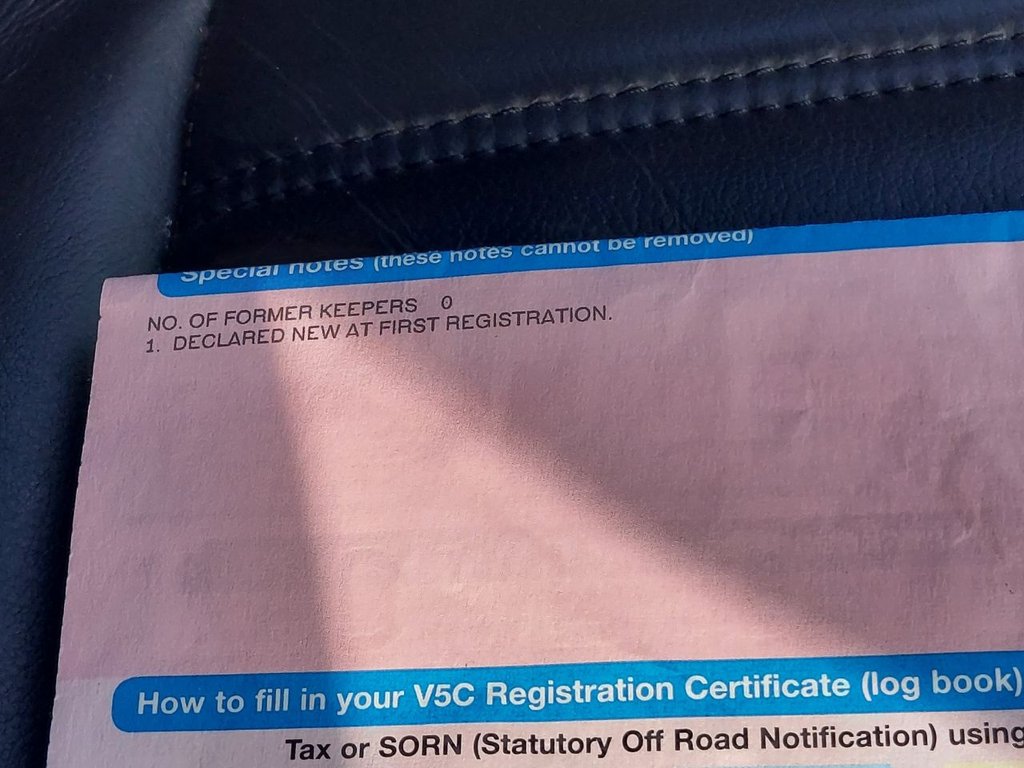 Special notes (these notes cannot be removed)
NO. OF FORMER KEEPERS 0
1. DECLARED NEW AT FIRST REGISTRATION.
How to fill in your V5C Registration Certificate (log book)
Tax or SORN (Statutory Off Road Notification) using